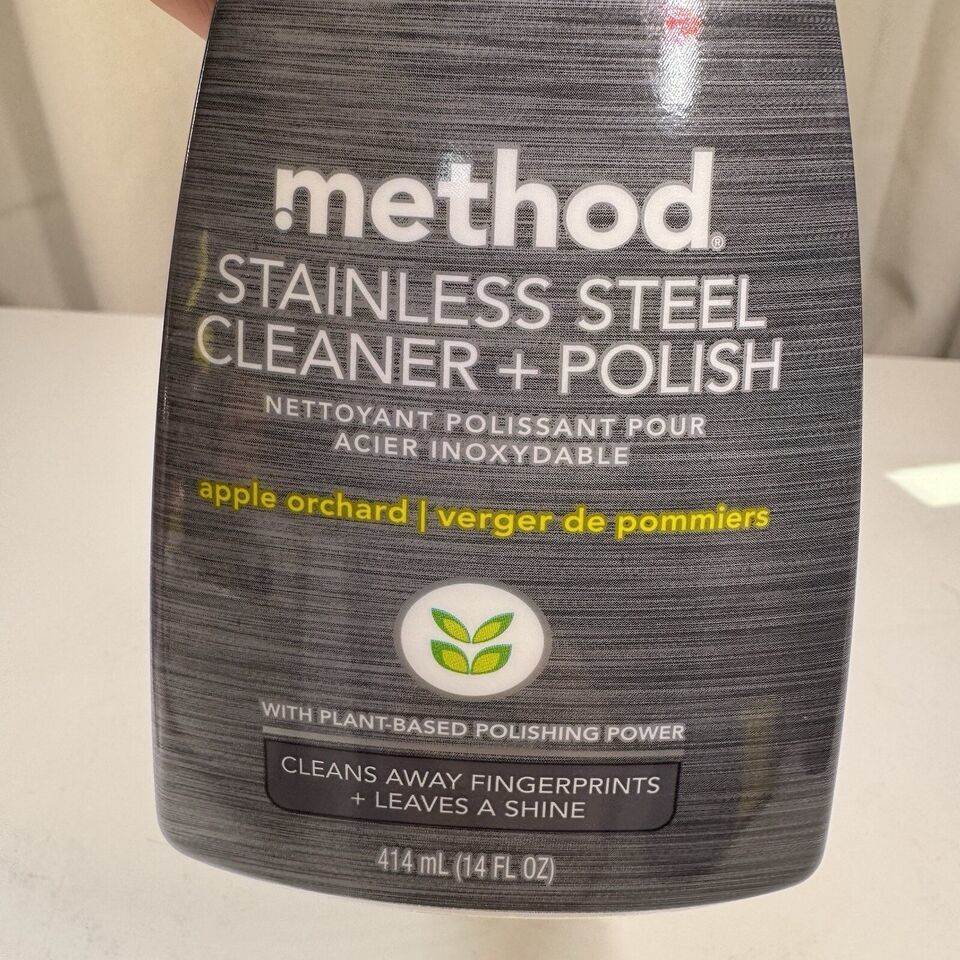 method®
STAINLESS STEEL
CLEANER + POLISH
NETTOYANT POLISSANT POUR
ACIER INOXYDABLE
apple orchard | verger de pommiers
WITH PLANT-BASED POLISHING POWER
CLEANS AWAY FINGERPRINTS
+ LEAVES A SHINE
414 mL (14 FL OZ)